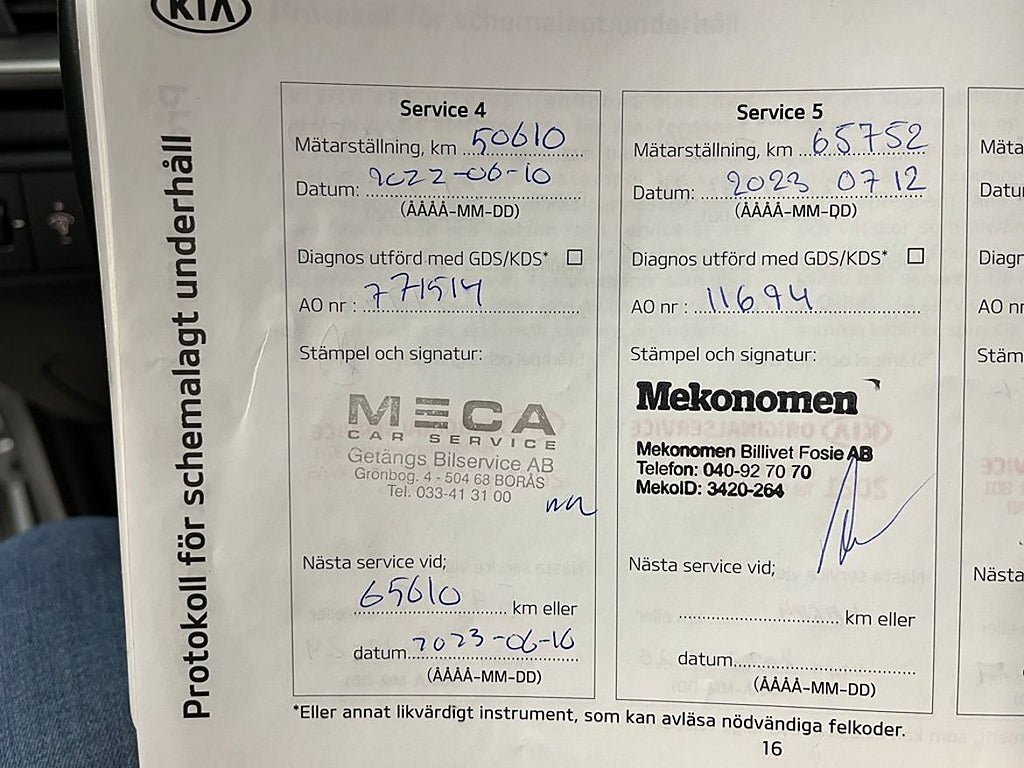 KIA
Protokoll för schemalagt underhåll
Service 4
Mätarställning, km 50610
Datum: 2022-06-10
(ÅÅÅÅ-MM-DD)
Diagnos utförd med GDS/KDS*
AO nr : 771514
Stämpel och signatur:
MECA
CAR SERVICE
Getängs Bilservice AB
Grönbog. 4 - 504 68 BORÅS
Tel. 033-41 31 00
Nästa service vid;
65610 km eller
datum 2023-06-10
(ÅÅÅÅ-MM-DD)
Service 5
Mätarställning, km 65752
Datum: 2023 07 12
(ÅÅÅÅ-MM-DD)
Diagnos utförd med GDS/KDS*
AO nr : 11694
Stämpel och signatur:
Mekonomen
Mekonomen Billivet Fosie AB
Telefon: 040-92 70 70
MekoID: 3420-264
Nästa service vid;
km eller
datum
(ÅÅÅÅ-MM-DD)
*Eller annat likvärdigt instrument, som kan avläsa nödvändiga felkoder.
16